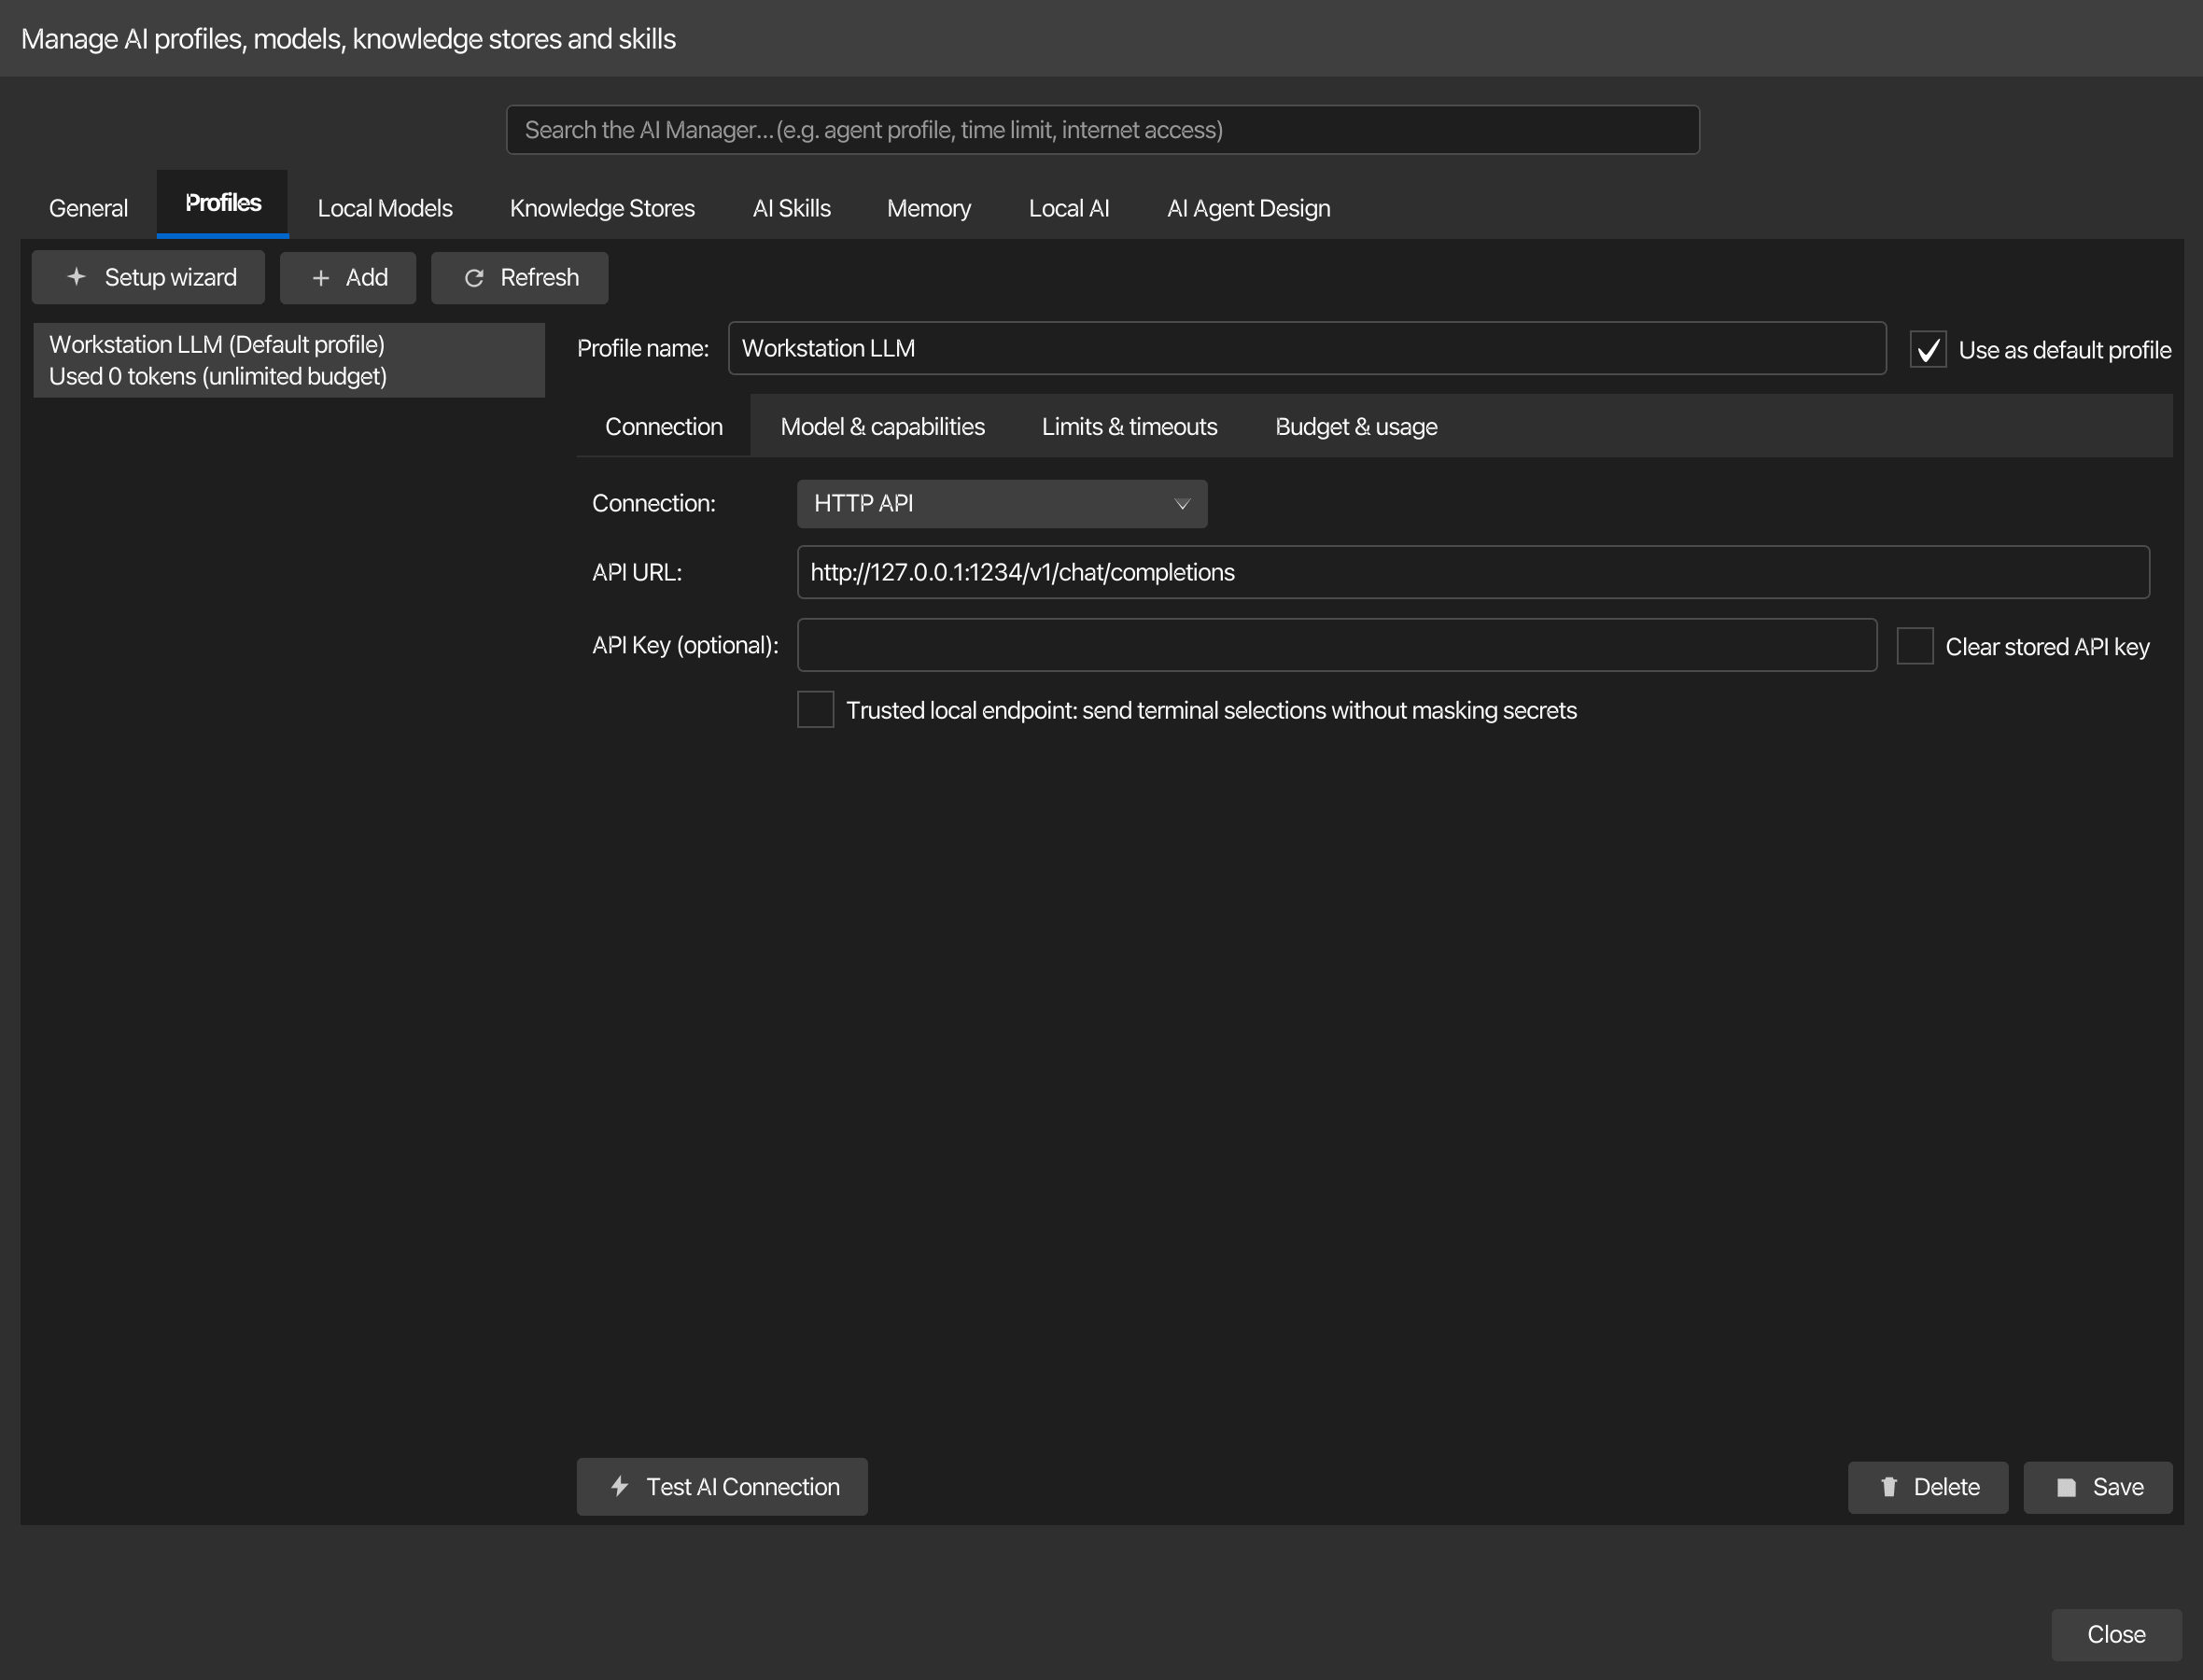 Manage AI profiles, models, knowledge stores and skills
Search the AI Manager... (e.g. agent profile, time limit, internet access)
General Profiles Local Models Knowledge Stores AI Skills Memory Local AI AI Agent Design
Setup wizard Add Refresh
Workstation LLM (Default profile)
Used 0 tokens (unlimited budget)
Profile name: Workstation LLM Use as default profile
Connection Model & capabilities Limits & timeouts Budget & usage
Connection: HTTP API
API URL: http://127.0.0.1:1234/v1/chat/completions
API Key (optional): Clear stored API key
Trusted local endpoint: send terminal selections without masking secrets
Test AI Connection Delete Save
Close